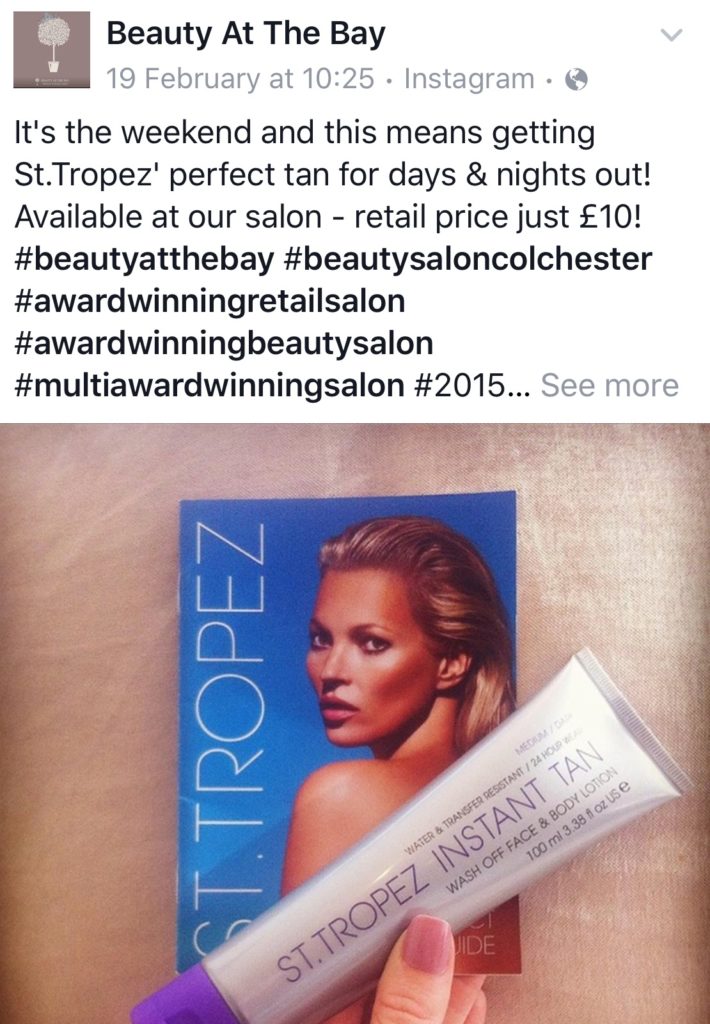 Beauty At The Bay
19 February at 10:25 · Instagram ·
It's the weekend and this means getting
St.Tropez' perfect tan for days & nights out!
Available at our salon - retail price just £10!
#beautyatthebay #beautysaloncolchester
#awardwinningretailsalon
#awardwinningbeautysalon
#multiawardwinningsalon #2015... See more
ST.TROPEZ
MEDIUM /
WATER & TRANSFER RESISTANT / 24 HOUR WEAR
ST.TROPEZ INSTANT TAN
WASH OFF FACE & BODY LOTION
100 ml 3.38 fl oz US e